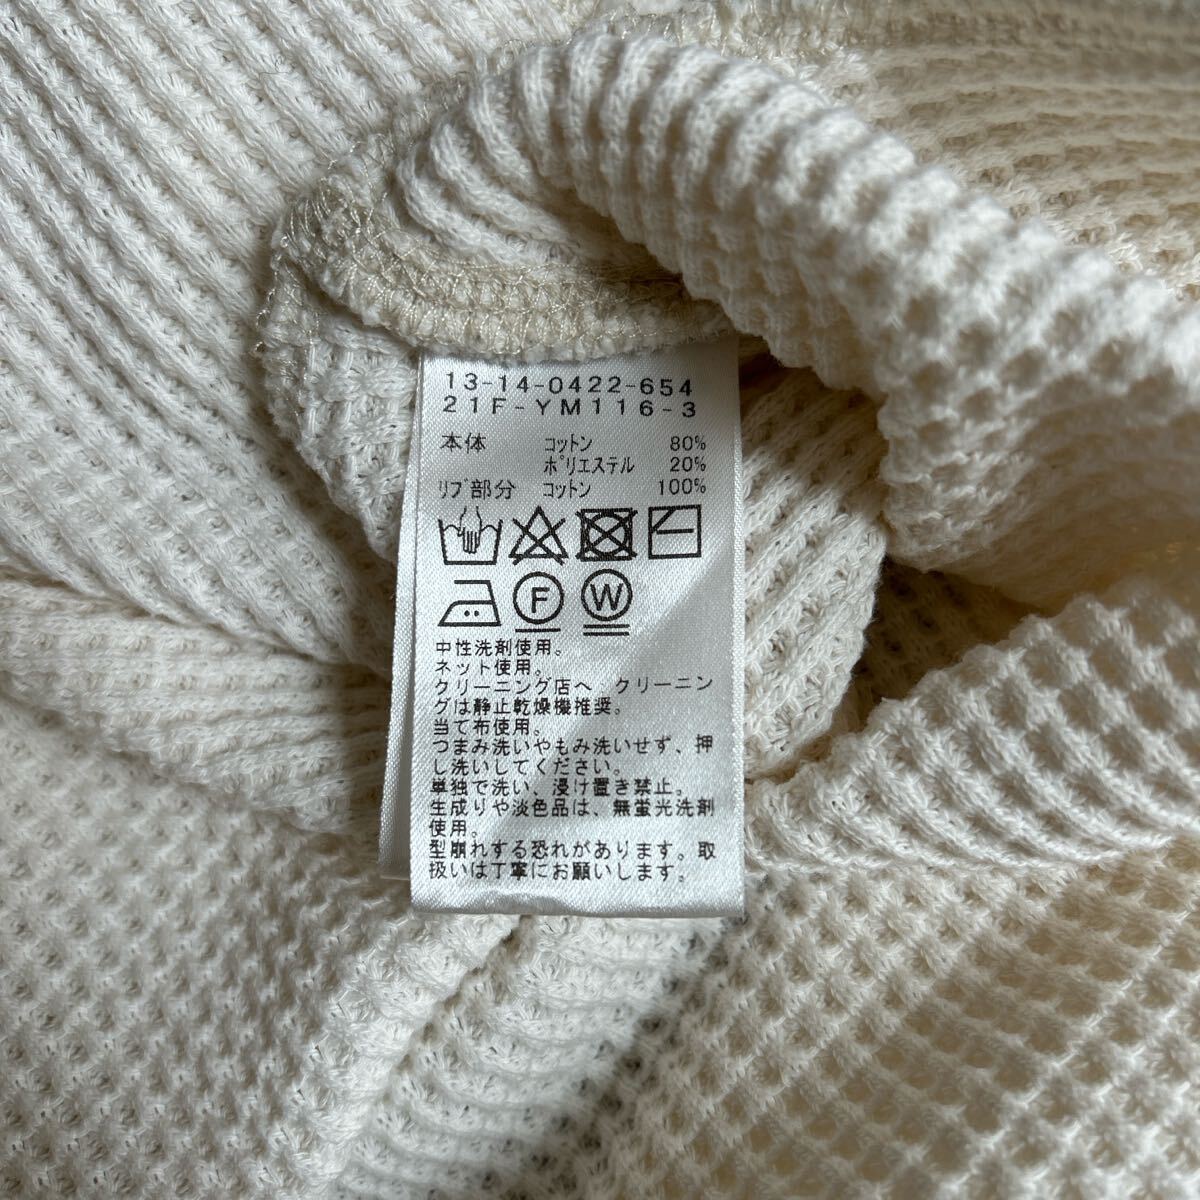 13-14-0422-654
21F-YM116-3
本体 コットン 80%
ポリエステル 20%
リブ部分 コットン 100%
F W
中性洗剤使用。
ネット使用。
クリーニング店へ クリーニン
グは静止乾燥機推奨。
当て布使用。
つまみ洗いやもみ洗いせず、押
し洗いしてください。
単独で洗い、浸け置き禁止。
生成りや淡色品は、無蛍光洗剤
使用。
型崩れする恐れがあります。取
扱いは丁寧にお願いします。